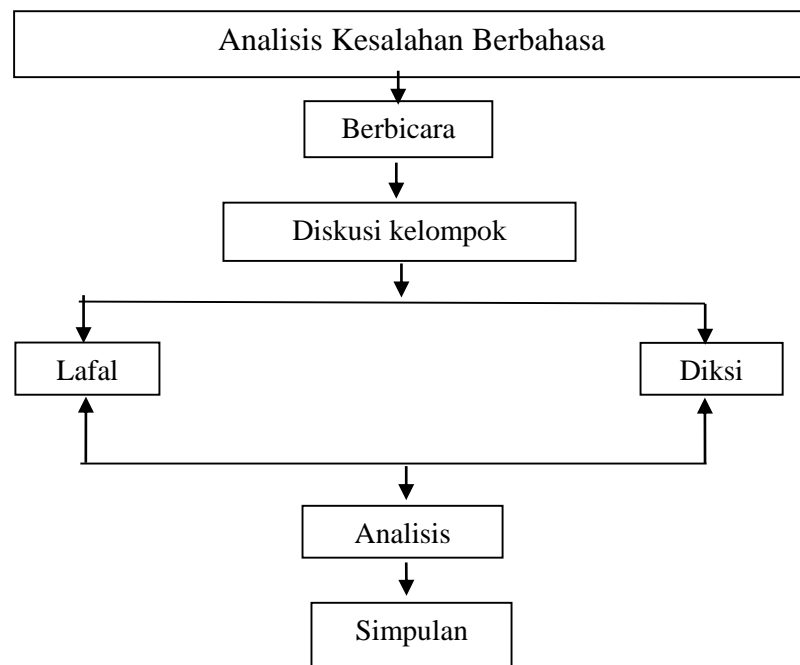 Analisis Kesalahan Berbahasa
Berbicara
Diskusi kelompok
Lafal
Diksi
Analisis
Simpulan